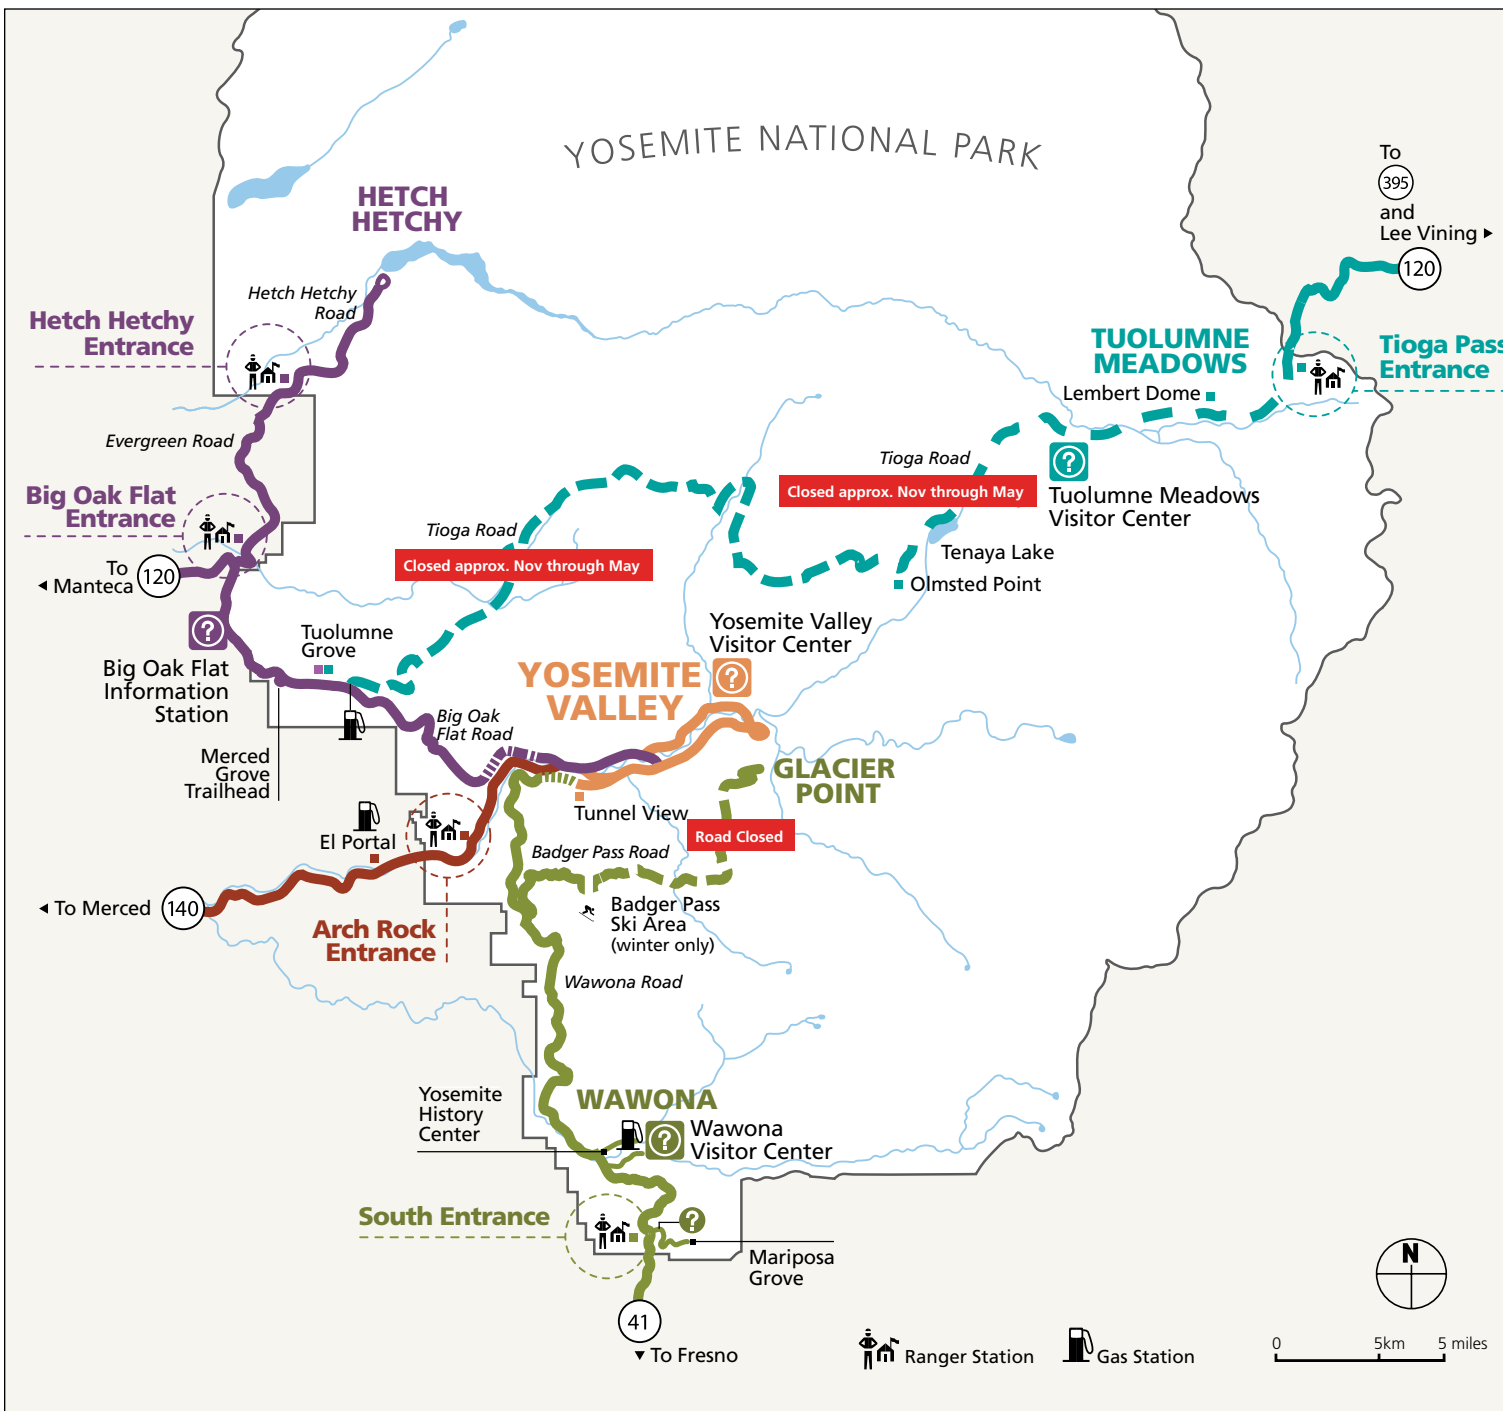 YOSEMITE NATIONAL PARK
To
395
and
Lee Vining
120
HETCH
HETCHY
Hetch Hetchy
Road
Hetch Hetchy
Entrance
TUOLUMNE
MEADOWS
Tioga Pass
Entrance
Lembert Dome
Evergreen Road
Tioga Road
Closed approx. Nov through May
Tuolumne Meadows
Visitor Center
Big Oak Flat
Entrance
Tioga Road
Closed approx. Nov through May
Tenaya Lake
Olmsted Point
To
Manteca
120
Yosemite Valley
Visitor Center
Tuolumne
Grove
Big Oak Flat
Information
Station
YOSEMITE
VALLEY
Big Oak
Flat Road
Merced
Grove
Trailhead
GLACIER
POINT
Tunnel View
Road Closed
El Portal
Badger Pass Road
To Merced
140
Badger Pass
Ski Area
(winter only)
Arch Rock
Entrance
Wawona Road
Yosemite
History
Center
WAWONA
Wawona
Visitor Center
South Entrance
Mariposa
Grove
41
To Fresno
N
Ranger Station
Gas Station
0
5km
5 miles